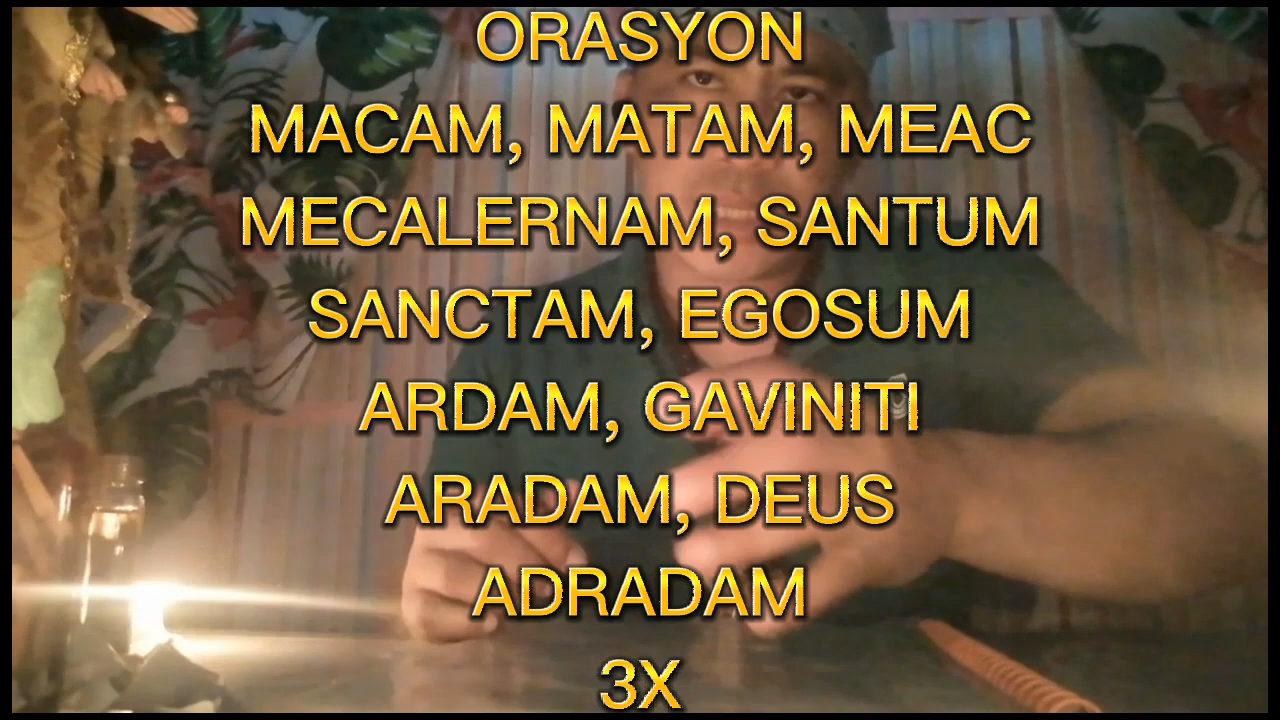 ORASYON
MACAM, MATAM, MEAC
MECALERNAM, SANTUM
SANCTAM, EGOSUM
ARDAM, GAVINITI
ARADAM, DEUS
ADRADAM
3X